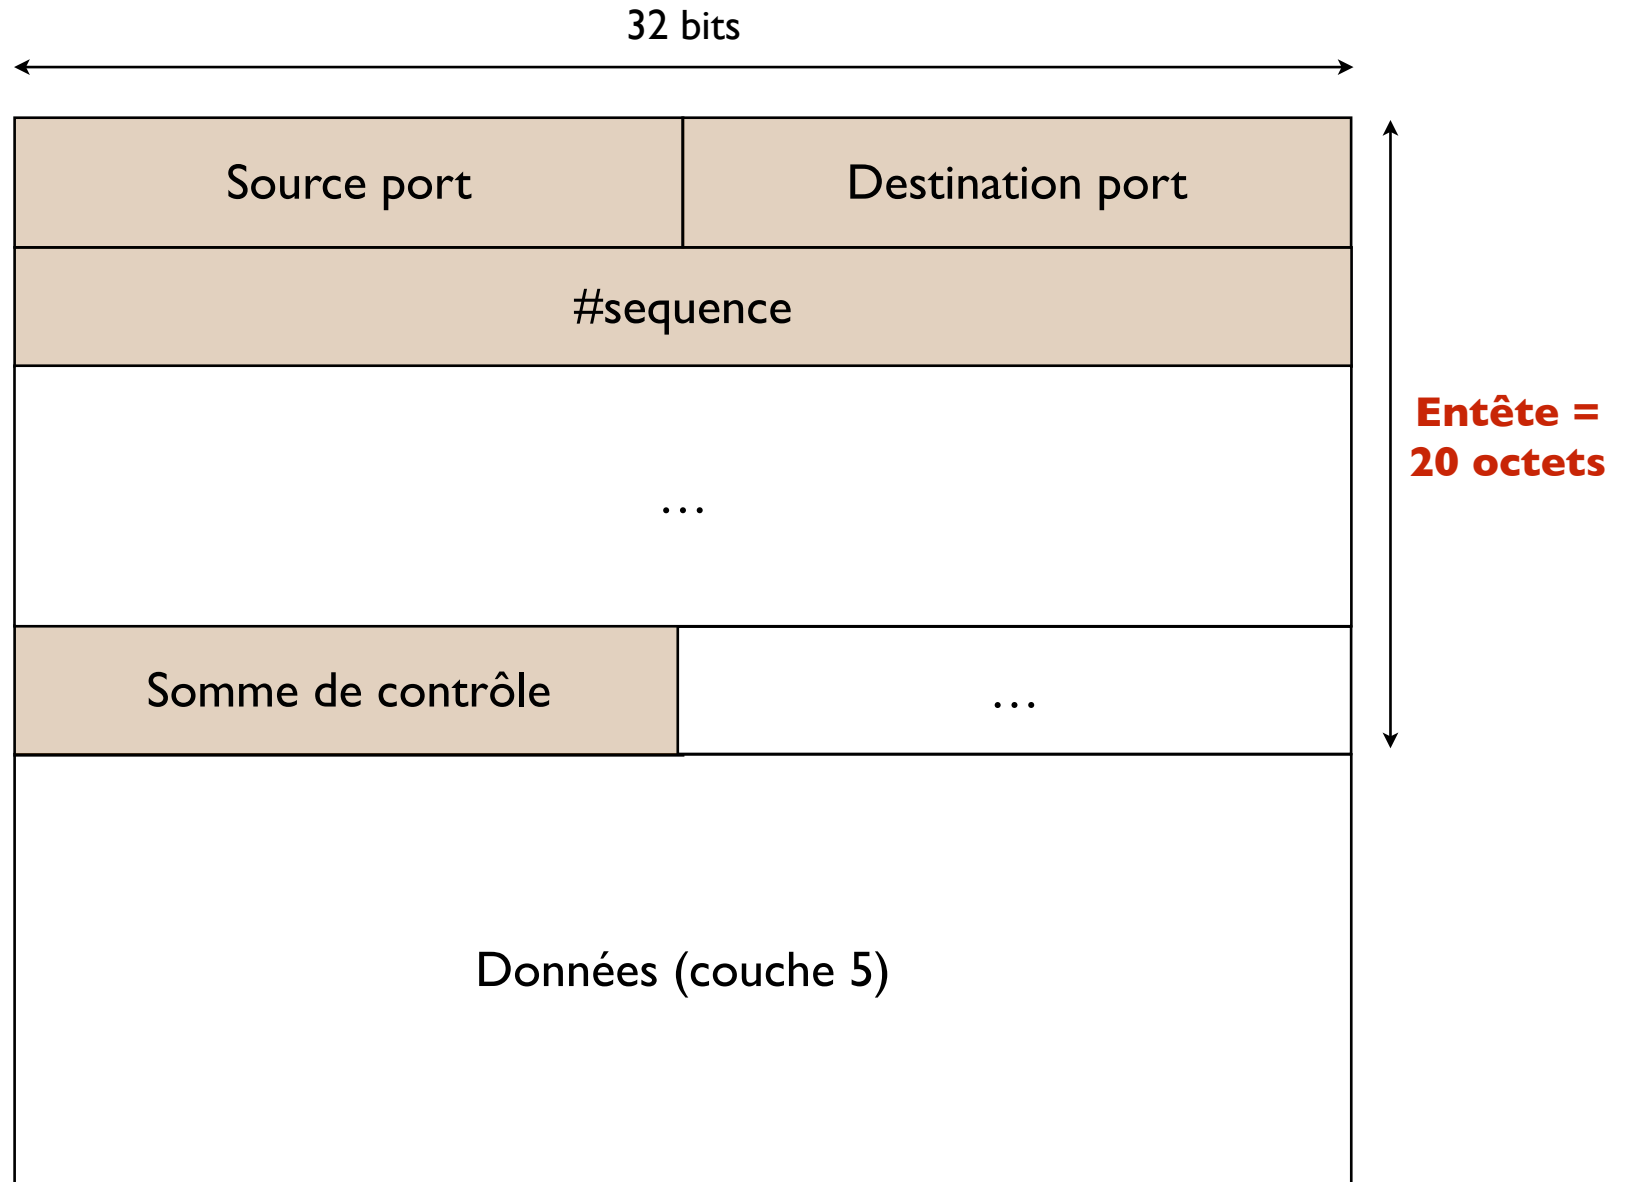 32 bits
Source port
Destination port
#sequence
…
Entête =
20 octets
Somme de contrôle
…
Données (couche 5)